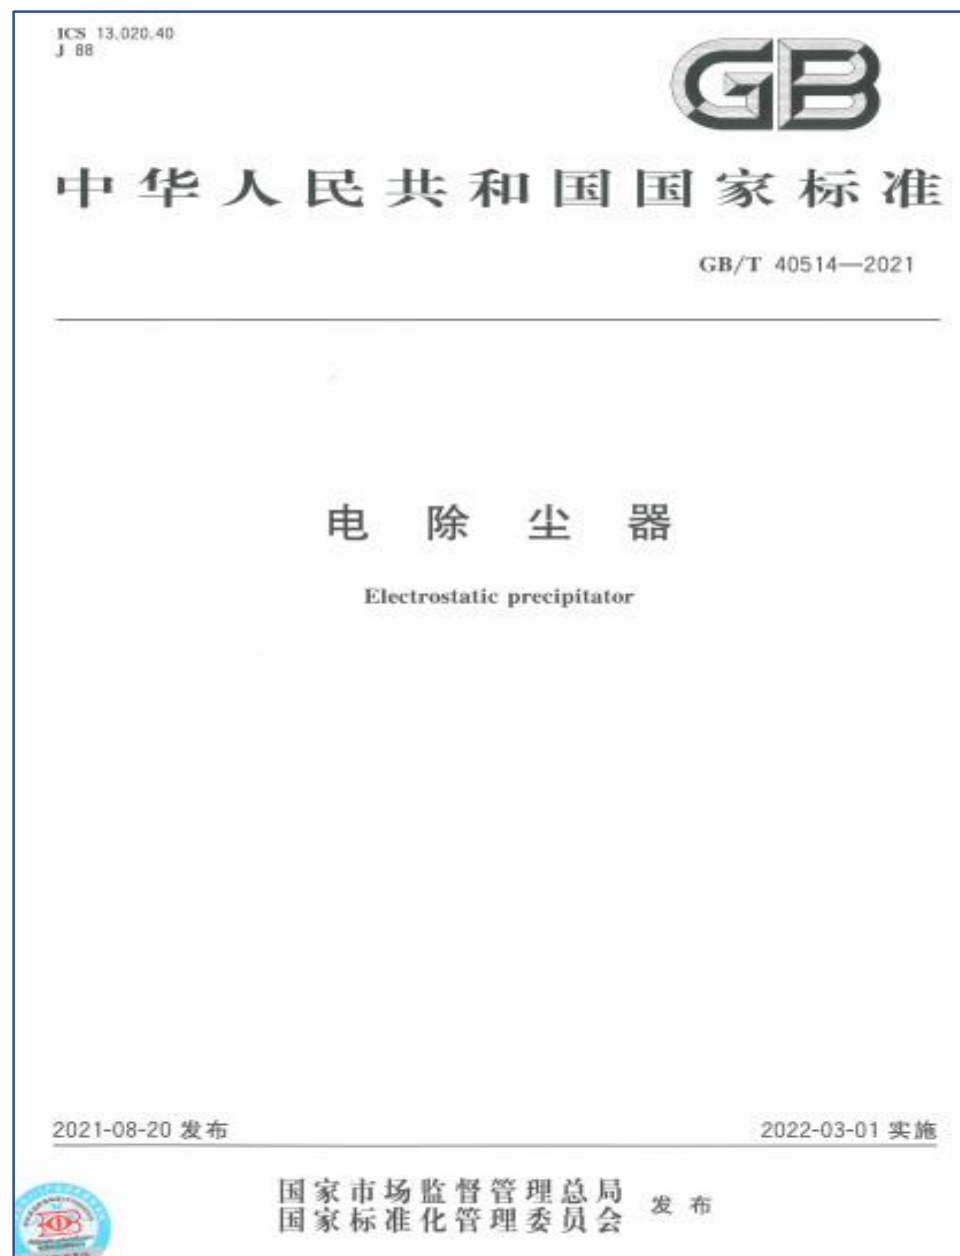 ICS 13.020.40
J 88
GB
中华人民共和国国家标准
GB/T 40514—2021
电除尘器
Electrostatic precipitator
2021-08-20 发布
2022-03-01 实施
国家市场监督管理总局
国家标准化管理委员会
发布